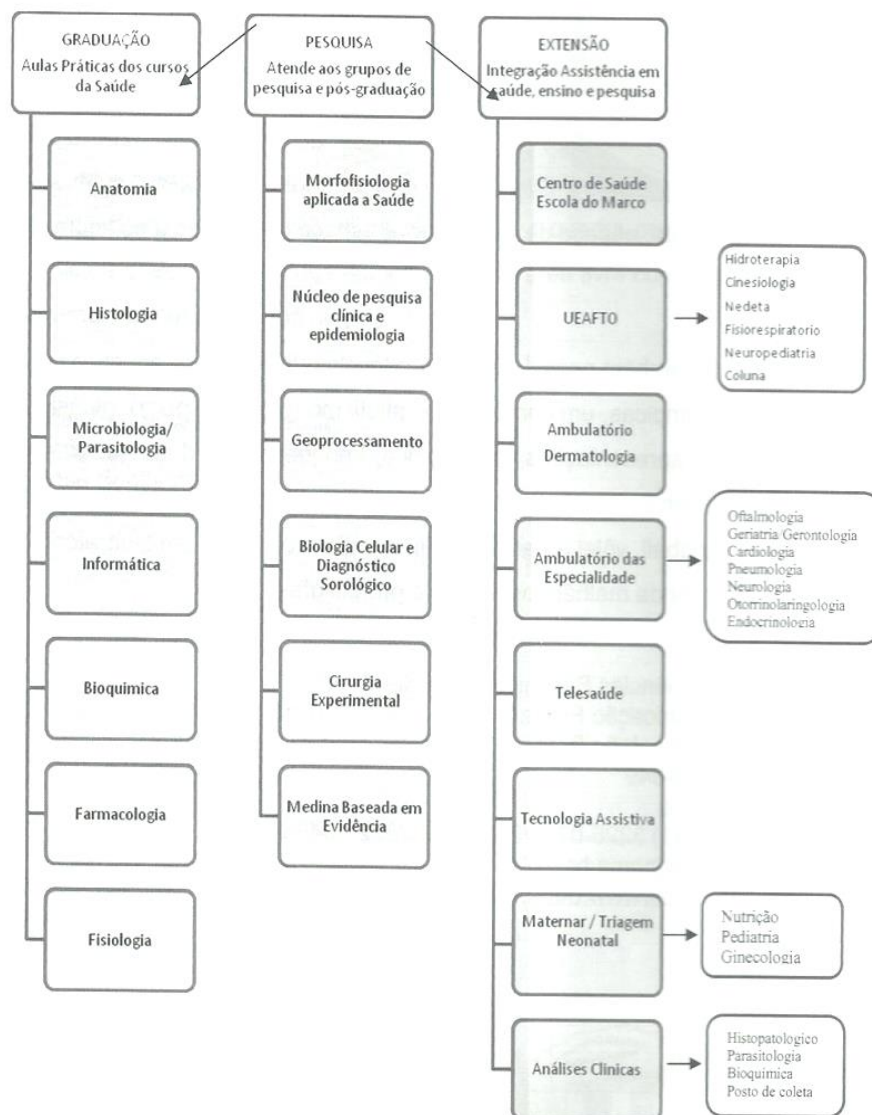 GRADUAÇÃO
Aulas Práticas dos cursos
da Saúde
Anatomia
Histologia
Microbiologia/
Parasitologia
Informática
Bioquimica
Farmacologia
Fisiologia
PESQUISA
Atende aos grupos de
pesquisa e pós-graduação
Morfofisiologia
aplicada a Saúde
Núcleo de pesquisa
clínica e
epidemiologia
Geoprocessamento
Biologia Celular e
Diagnóstico
Sorológico
Cirurgia
Experimental
Medina Baseada em
Evidência
EXTENSÃO
Integração Assistência em
saúde, ensino e pesquisa
Centro de Saúde
Escola do Marco
UEAFTO
Hidroterapia
Cinesiologia
Nedeta
Fisiorespiratorio
Neuropediatria
Coluna
Ambulatório
Dermatologia
Ambulatório das
Especialidade
Oftalmologia
Geriatria/Gerontologia
Cardiologia
Pneumologia
Neurologia
Otorrinolaringologia
Endocrinologia
Telesaúde
Tecnologia Assistiva
Maternar / Triagem
Neonatal
Nutrição
Pediatria
Ginecologia
Análises Clinicas
Histopatologico
Parasitologia
Bioquímica
Posto de coleta